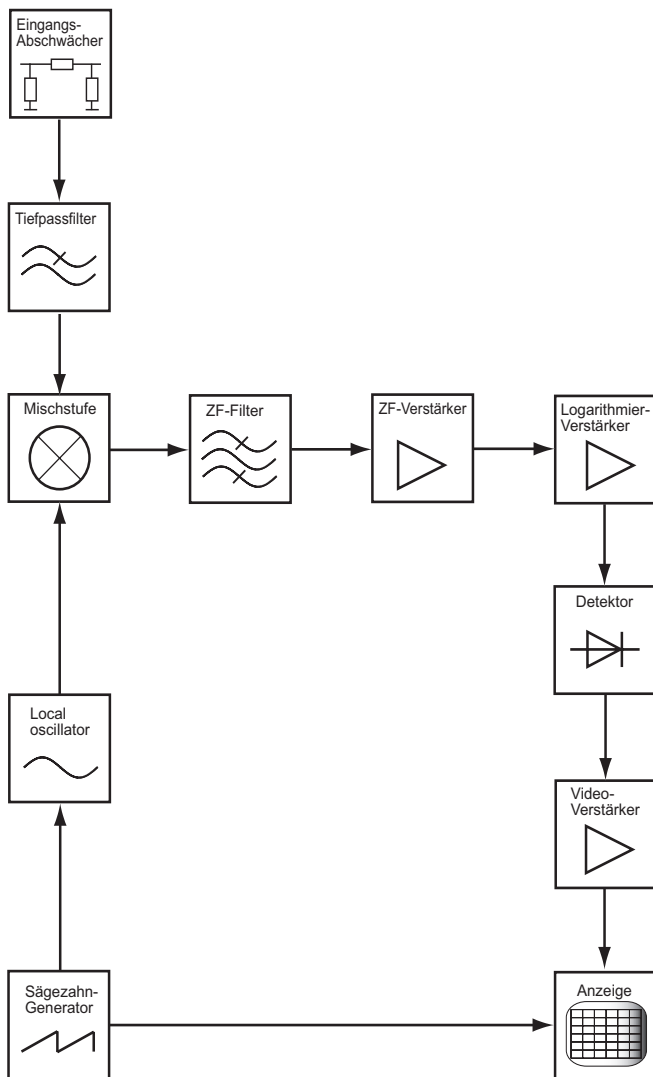 Eingangs-
Abschwächer
Tiefpassfilter
Mischstufe
ZF-Filter
ZF-Verstärker
Logarithmier-
Verstärker
Detektor
Local
oscillator
Video-
Verstärker
Sägezahn-
Generator
Anzeige